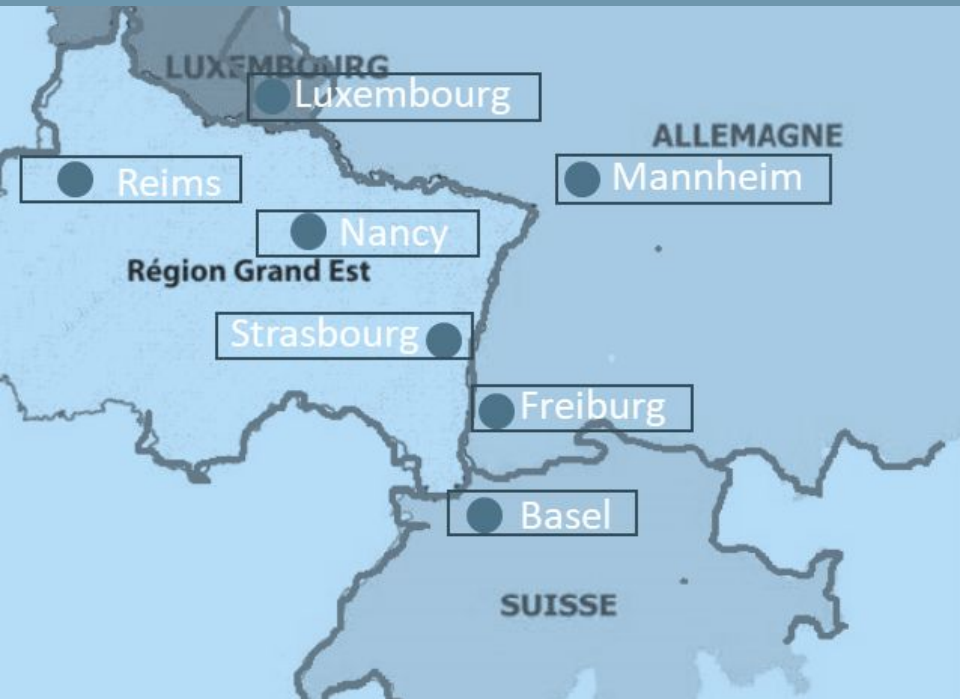 LUXEMBOURG
Luxembourg
ALLEMAGNE
Reims
Mannheim
Nancy
Région Grand Est
Strasbourg
Freiburg
Basel
SUISSE